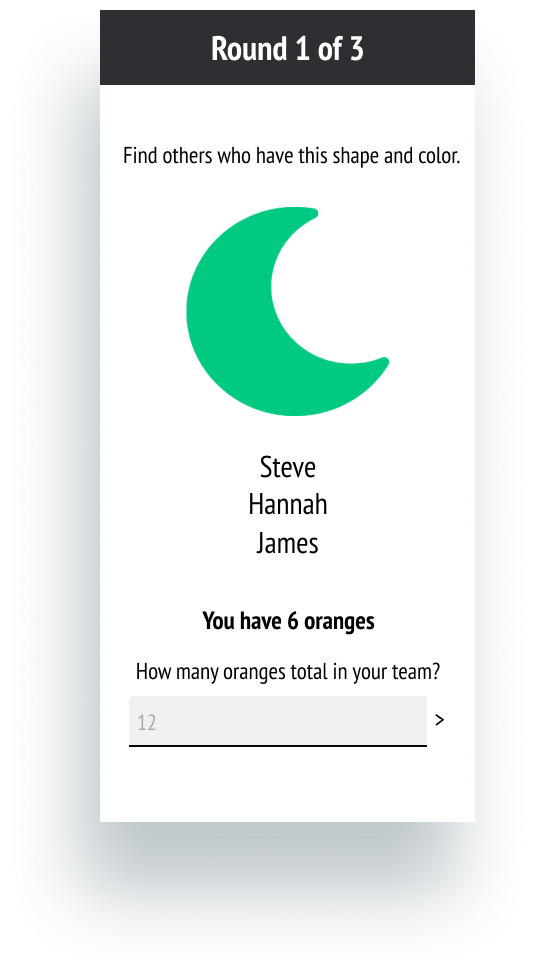 Round 1 of 3
Find others who have this shape and color.
Steve
Hannah
James
You have 6 oranges
How many oranges total in your team?
12 >